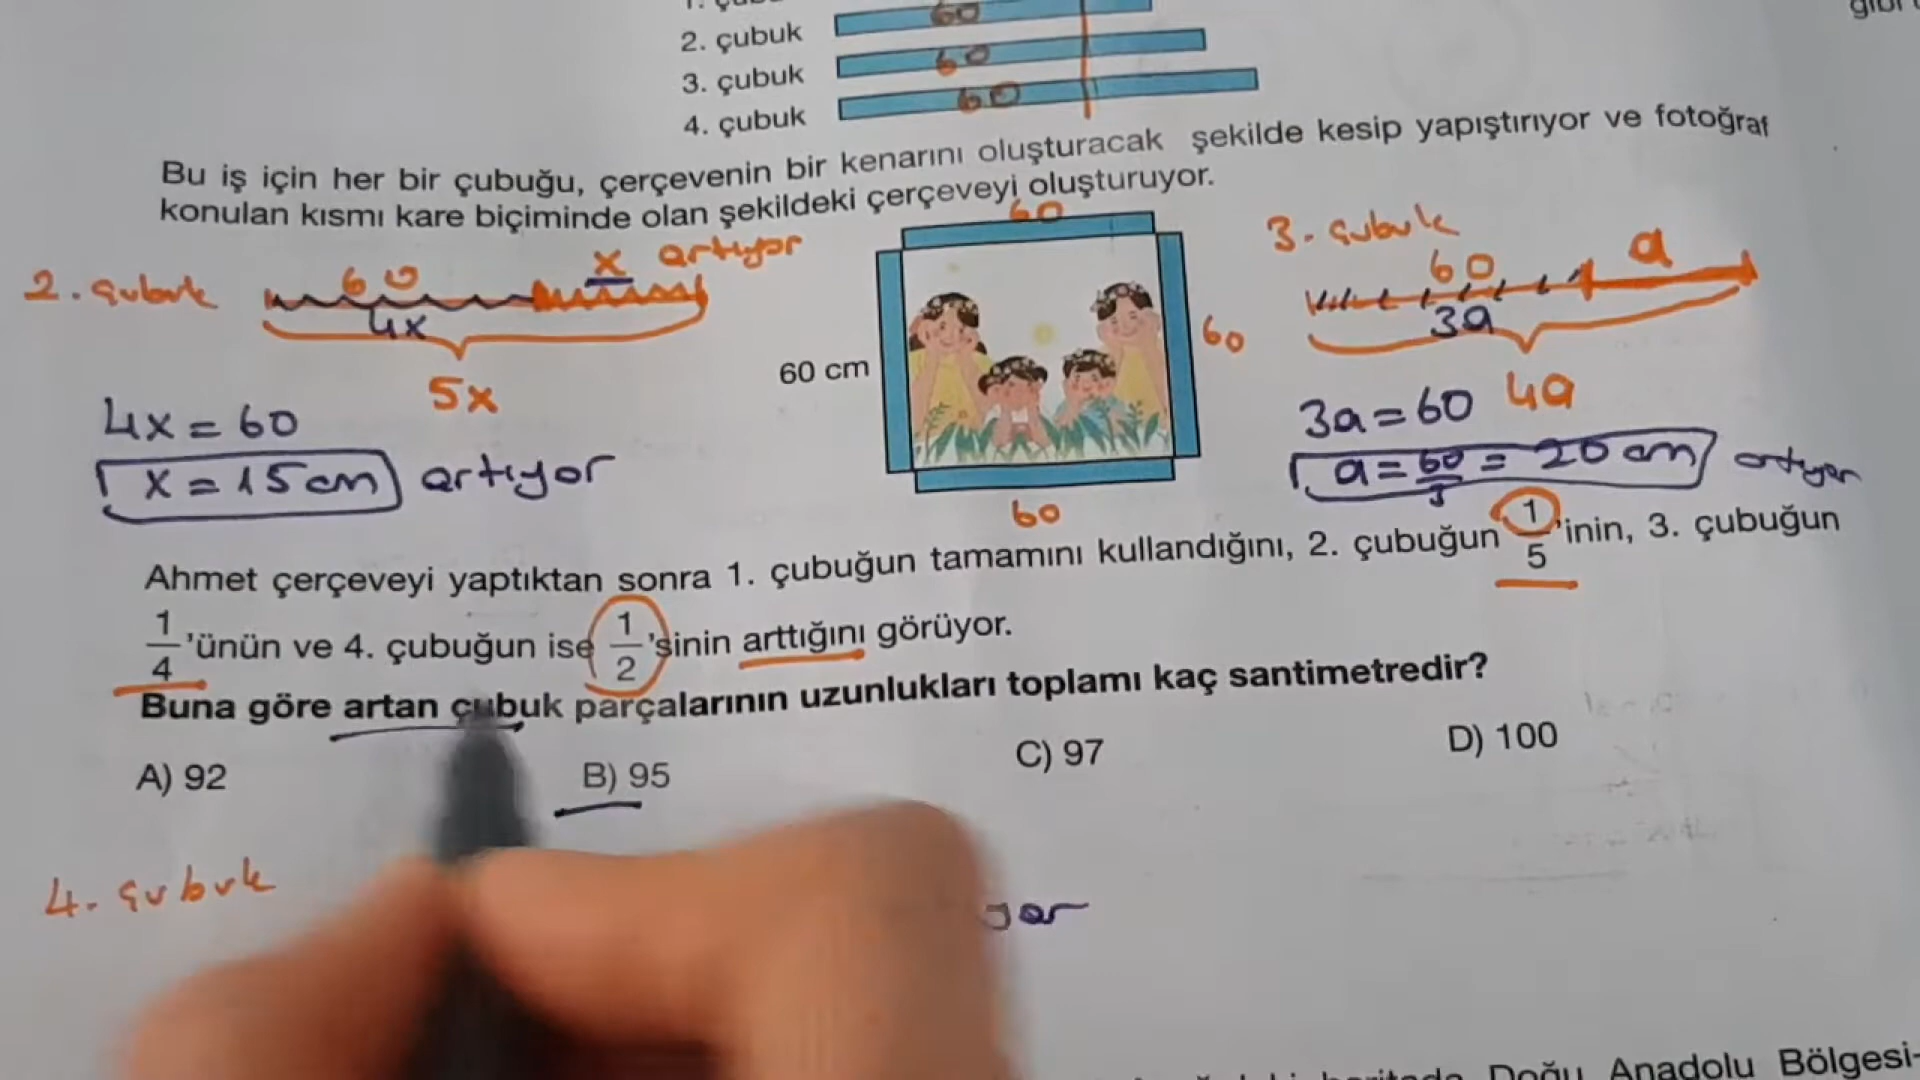 60
2. çubuk
60
3. çubuk
60
4. çubuk
Bu iş için her bir çubuğu, çerçevenin bir kenarını oluşturacak şekilde kesip yapıştırıyor ve fotoğraf
konulan kısmı kare biçiminde olan şekildeki çerçeveyi oluşturuyor.
2. çubuk
60
x artıyor
4x
5x
4x = 60
x = 15 cm artıyor
60
60 cm
60
60
3. çubuk
60
a
3a
4a
3a = 60
a = 60/3 = 20 cm artıyor
Ahmet çerçeveyi yaptıktan sonra 1. çubuğun tamamını kullandığını, 2. çubuğun 1/5 'inin, 3. çubuğun
1/4 'ünün ve 4. çubuğun ise 1/2 'sinin arttığını görüyor.
Buna göre artan çubuk parçalarının uzunlukları toplamı kaç santimetredir?
A) 92
B) 95
C) 97
D) 100
4. çubuk
Doğu Anadolu Bölgesi-